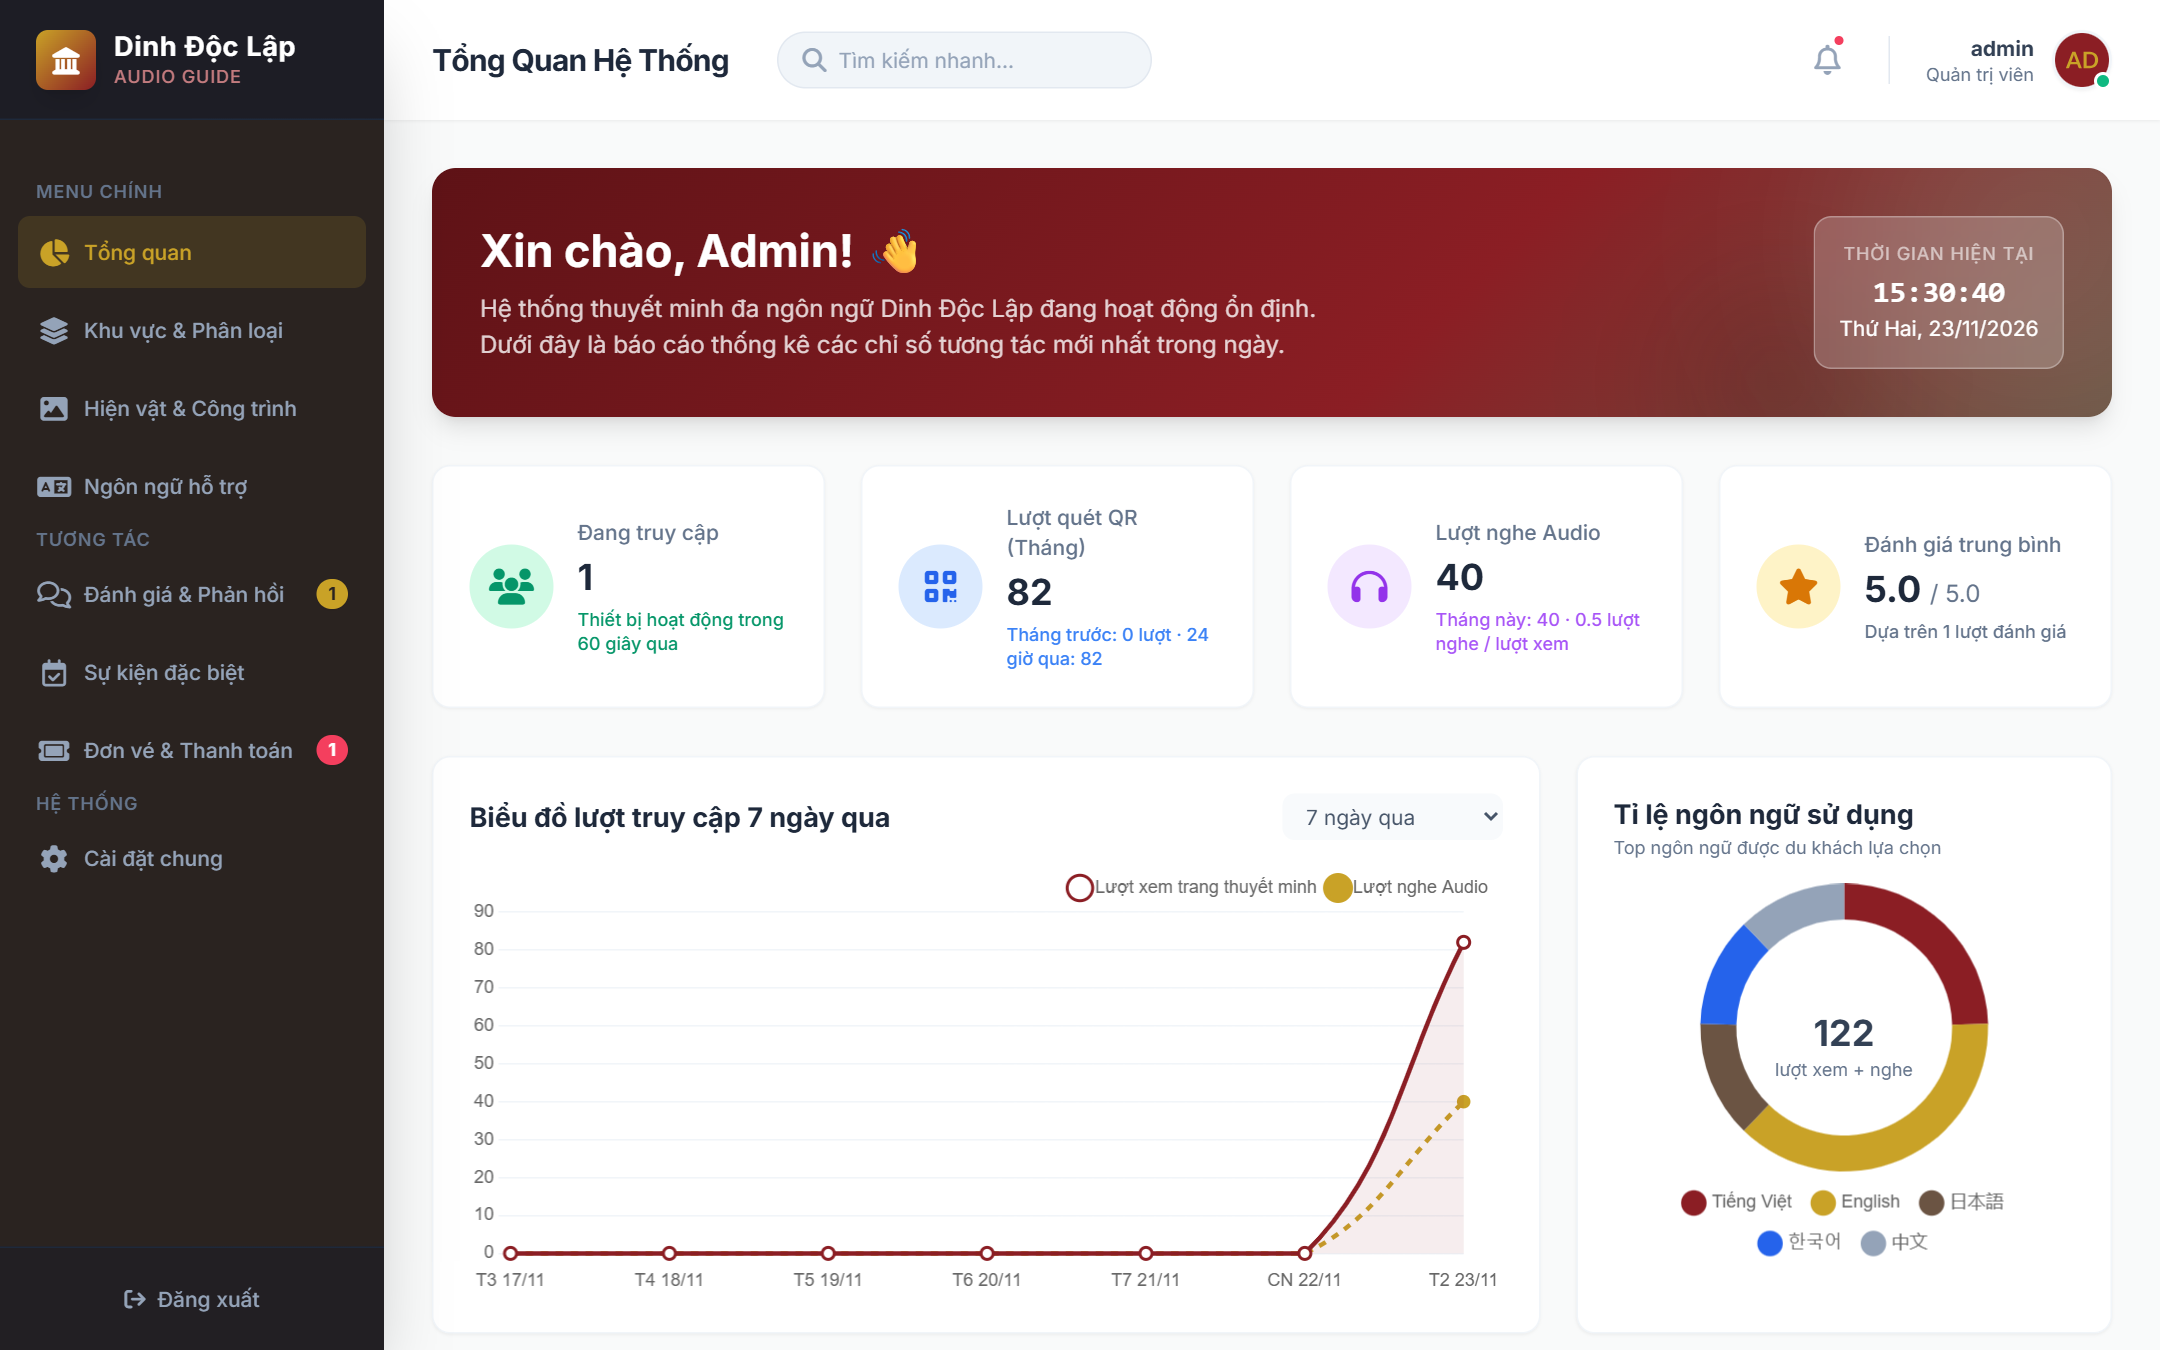 Dinh Độc Lập
AUDIO GUIDE
MENU CHÍNH
Tổng quan
Khu vực & Phân loại
Hiện vật & Công trình
Ngôn ngữ hỗ trợ
TƯƠNG TÁC
Đánh giá & Phản hồi
1
Sự kiện đặc biệt
Đơn vé & Thanh toán
1
HỆ THỐNG
Cài đặt chung
Đăng xuất
Tổng Quan Hệ Thống
Tìm kiếm nhanh...
admin
Quản trị viên
AD
Xin chào, Admin! 👋
Hệ thống thuyết minh đa ngôn ngữ Dinh Độc Lập đang hoạt động ổn định.
Dưới đây là báo cáo thống kê các chỉ số tương tác mới nhất trong ngày.
THỜI GIAN HIỆN TẠI
15:30:40
Thứ Hai, 23/11/2026
Đang truy cập
1
Thiết bị hoạt động trong
60 giây qua
Lượt quét QR
(Tháng)
82
Tháng trước: 0 lượt · 24
giờ qua: 82
Lượt nghe Audio
40
Tháng này: 40 · 0.5 lượt
nghe / lượt xem
Đánh giá trung bình
5.0 / 5.0
Dựa trên 1 lượt đánh giá
Biểu đồ lượt truy cập 7 ngày qua
7 ngày qua
Lượt xem trang thuyết minh
Lượt nghe Audio
90
80
70
60
50
40
30
20
10
0
T3 17/11
T4 18/11
T5 19/11
T6 20/11
T7 21/11
CN 22/11
T2 23/11
Tỉ lệ ngôn ngữ sử dụng
Top ngôn ngữ được du khách lựa chọn
122
lượt xem + nghe
Tiếng Việt
English
日本語
한국어
中文